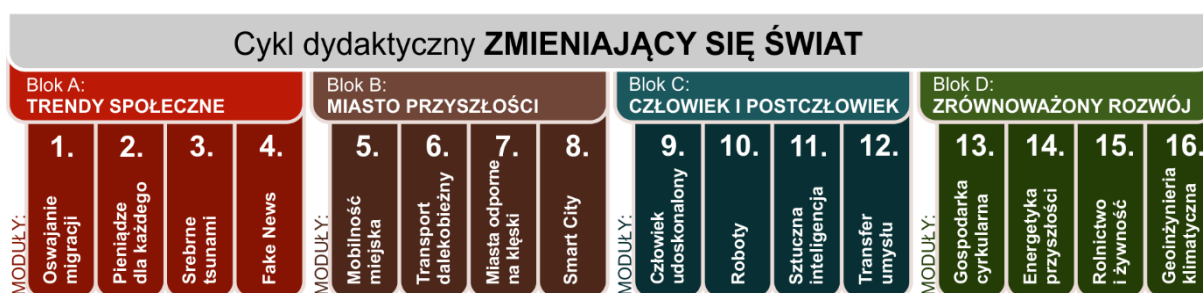 Cykl dydaktyczny ZMIENIAJĄCY SIĘ ŚWIAT
Blok A:
TRENDY SPOŁECZNE
MODUŁY:
1.
Oswajanie
migracji
2.
Pieniądze
dla każdego
3.
Srebrne
tsunami
4.
Fake News
Blok B:
MIASTO PRZYSZŁOŚCI
MODUŁY:
5.
Mobilność
miejska
6.
Transport
dalekobieżny
7.
Miasta odporne
na klęski
8.
Smart City
Blok C:
CZŁOWIEK I POSTCZŁOWIEK
MODUŁY:
9.
Człowiek
udoskonalony
10.
Roboty
11.
Sztuczna
inteligencja
12.
Transfer
umysłu
Blok D:
ZRÓWNOWAŻONY ROZWÓJ
MODUŁY:
13.
Gospodarka
cyrkularna
14.
Energetyka
przyszłości
15.
Rolnictwo
i żywność
16.
Geoinżynieria
klimatyczna